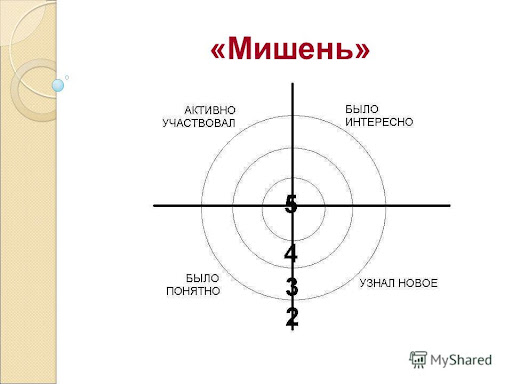 «Мишень»
АКТИВНО
УЧАСТВОВАЛ
БЫЛО
ИНТЕРЕСНО
5
4
БЫЛО
ПОНЯТНО
3
УЗНАЛ НОВОЕ
2
MyShared